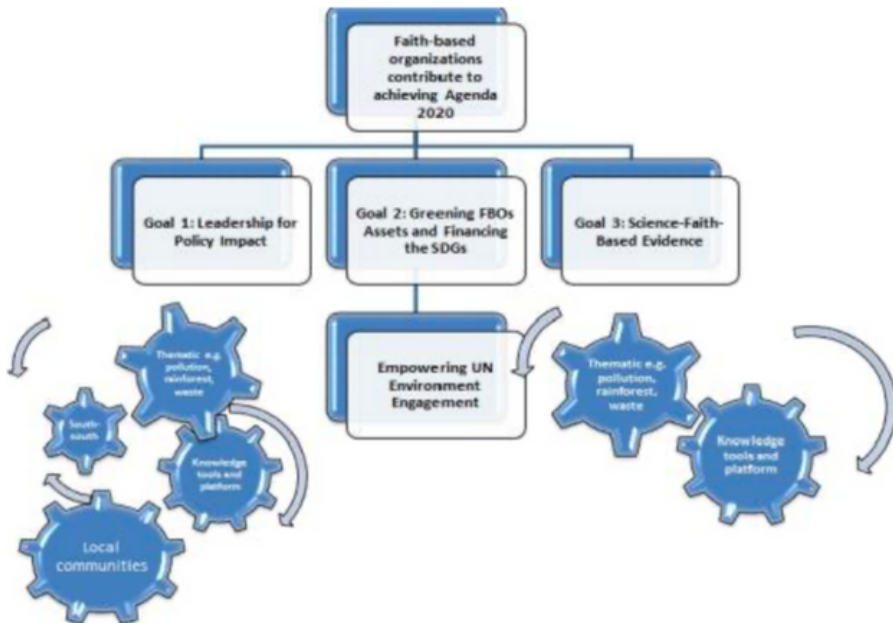 Faith-based
organizations
contribute to
achieving Agenda
2020
Goal 1: Leadership for
Policy Impact
Goal 2: Greening FBOs
Assets and Financing
the SDGs
Goal 3: Science-Faith-
Based Evidence
Empowering UN
Environment
Engagement
Thematic e.g.
pollution,
rainforest,
waste
South-
south
Knowledge
tools and
platform
Local
communities
Thematic e.g.
pollution,
rainforest,
waste
Knowledge
tools and
platform